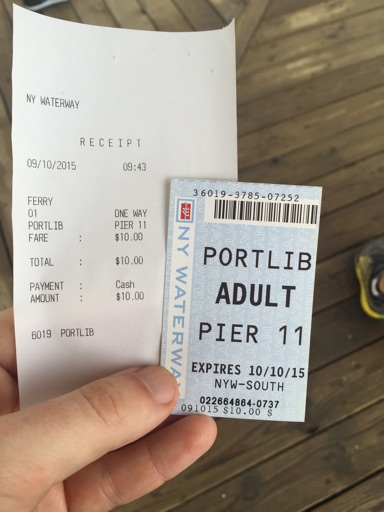 NY WATERWAY
RECEIPT
09/10/2015 09:43
FERRY
01 ONE WAY
PORTLIB PIER 11
FARE : $10.00
TOTAL : $10.00
PAYMENT : Cash
AMOUNT : $10.00
6019 PORTLIB
36019-3785-07252
NY WATERWAY
PORTLIB
ADULT
PIER 11
EXPIRES 10/10/15
NYW-SOUTH
022664864-0737
091015 $10.00 $